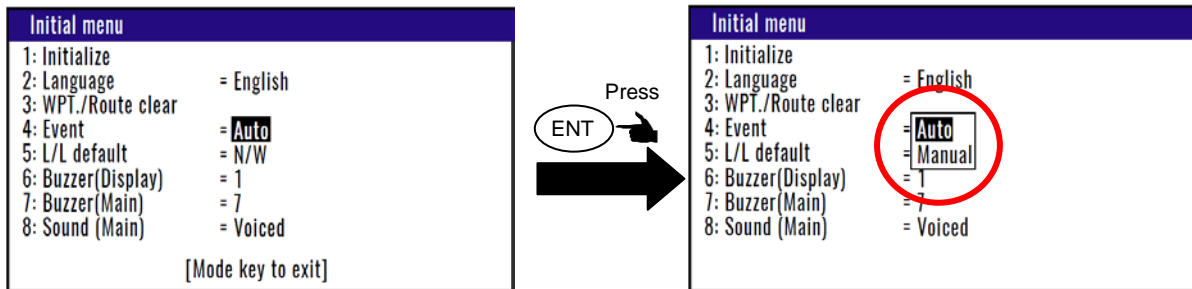 Initial menu
1: Initialize
2: Language = English
3: WPT./Route clear
4: Event = Auto
5: L/L default = N/W
6: Buzzer(Display) = 1
7: Buzzer(Main) = 7
8: Sound (Main) = Voiced
[Mode key to exit]
Press
ENT
Initial menu
1: Initialize
2: Language = English
3: WPT./Route clear
4: Event = Auto
5: L/L default = Manual
6: Buzzer(Display) = 1
7: Buzzer(Main) = 7
8: Sound (Main) = Voiced